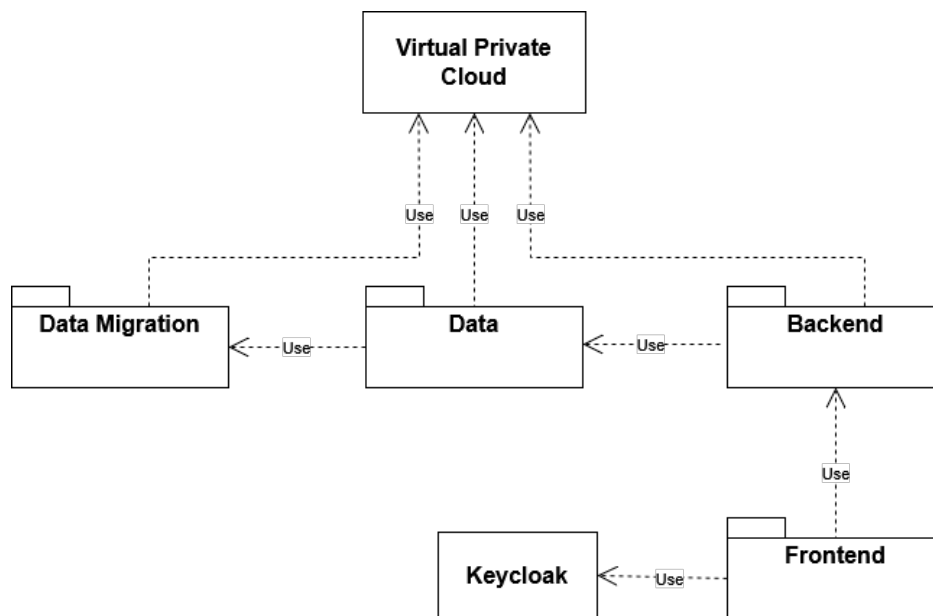 Virtual Private
Cloud
Use
Use
Use
Data Migration
Data
Backend
Use
Use
Use
Keycloak
Use
Frontend